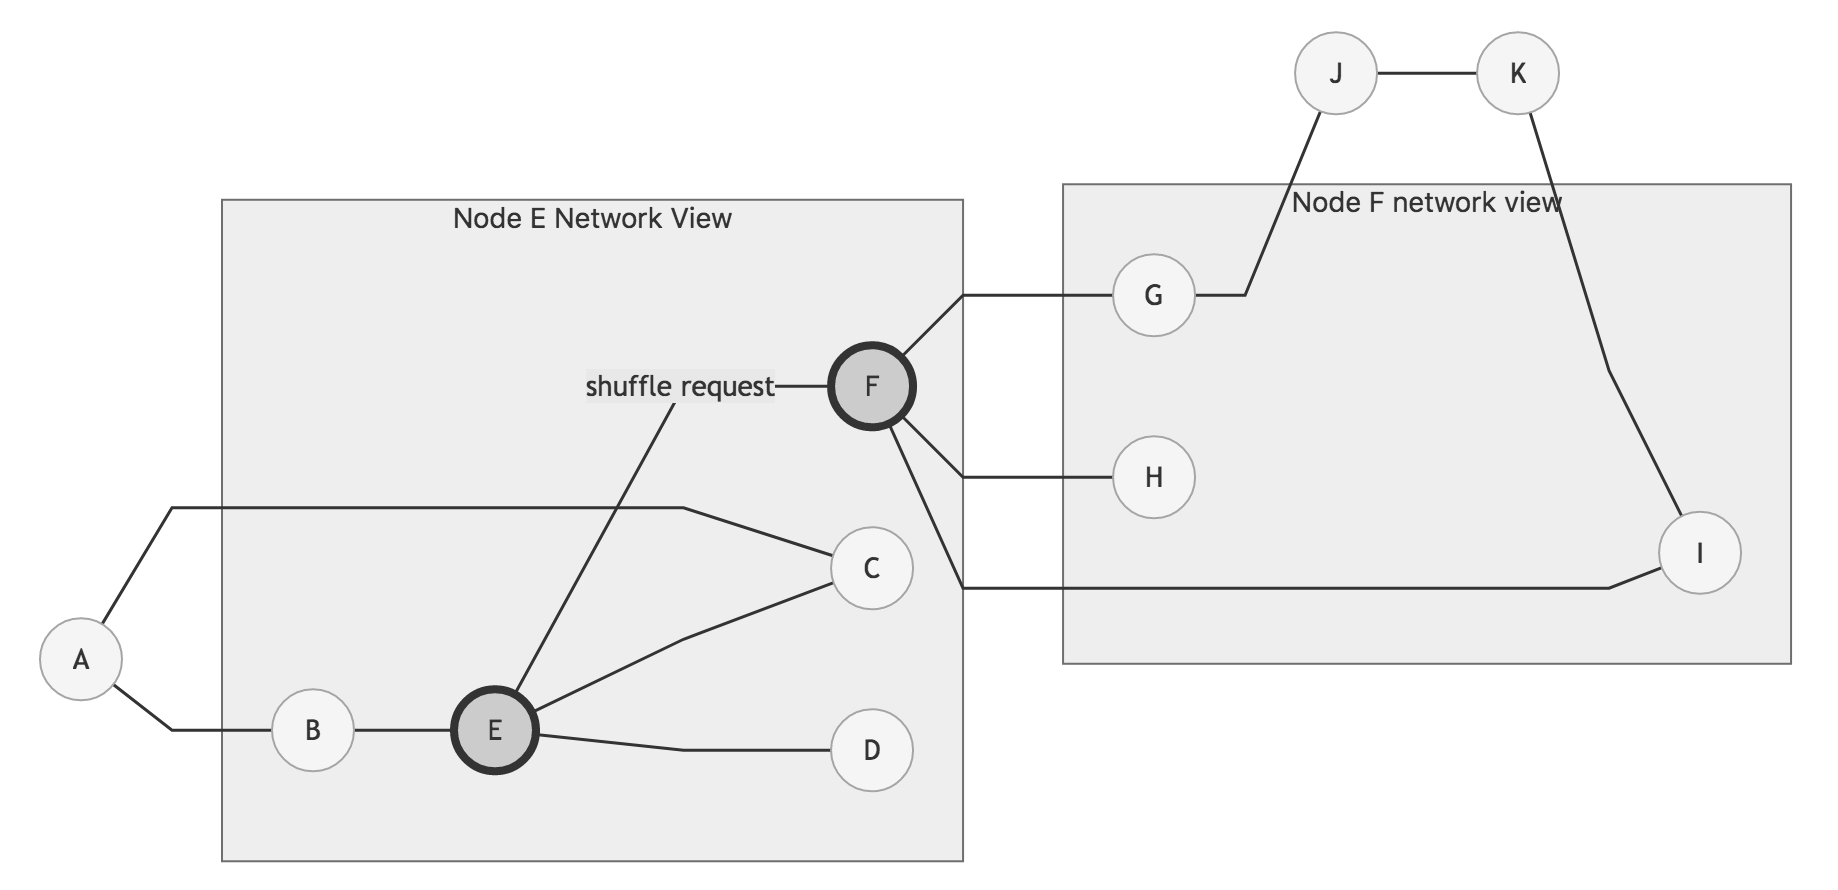 J
K
Node F network view
Node E Network View
G
shuffle request
F
H
C
I
A
B
E
D